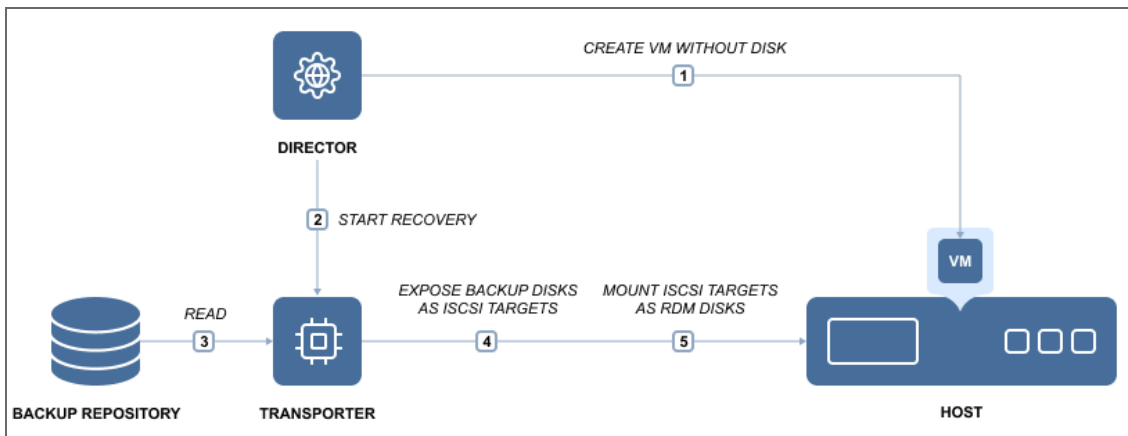 CREATE VM WITHOUT DISK
1
DIRECTOR
2 START RECOVERY
VM
EXPOSE BACKUP DISKS
AS ISCSI TARGETS
MOUNT ISCSI TARGETS
AS RDM DISKS
READ
3
4
5
BACKUP REPOSITORY
TRANSPORTER
HOST